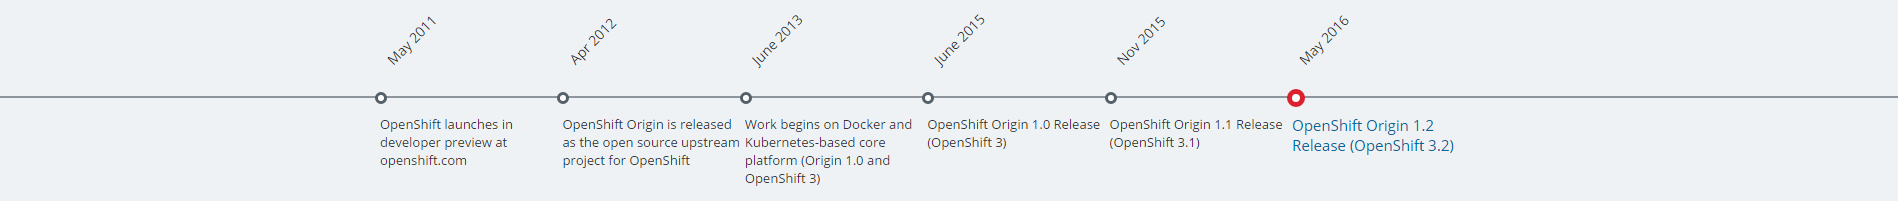 May 2011
Apr 2012
June 2013
June 2015
Nov 2015
May 2016
OpenShift launches in
developer preview at
openshift.com
OpenShift Origin is released
as the open source upstream
project for OpenShift
Work begins on Docker and
Kubernetes-based core
platform (Origin 1.0 and
OpenShift 3)
OpenShift Origin 1.0 Release
(OpenShift 3)
OpenShift Origin 1.1 Release
(OpenShift 3.1)
OpenShift Origin 1.2
Release (OpenShift 3.2)